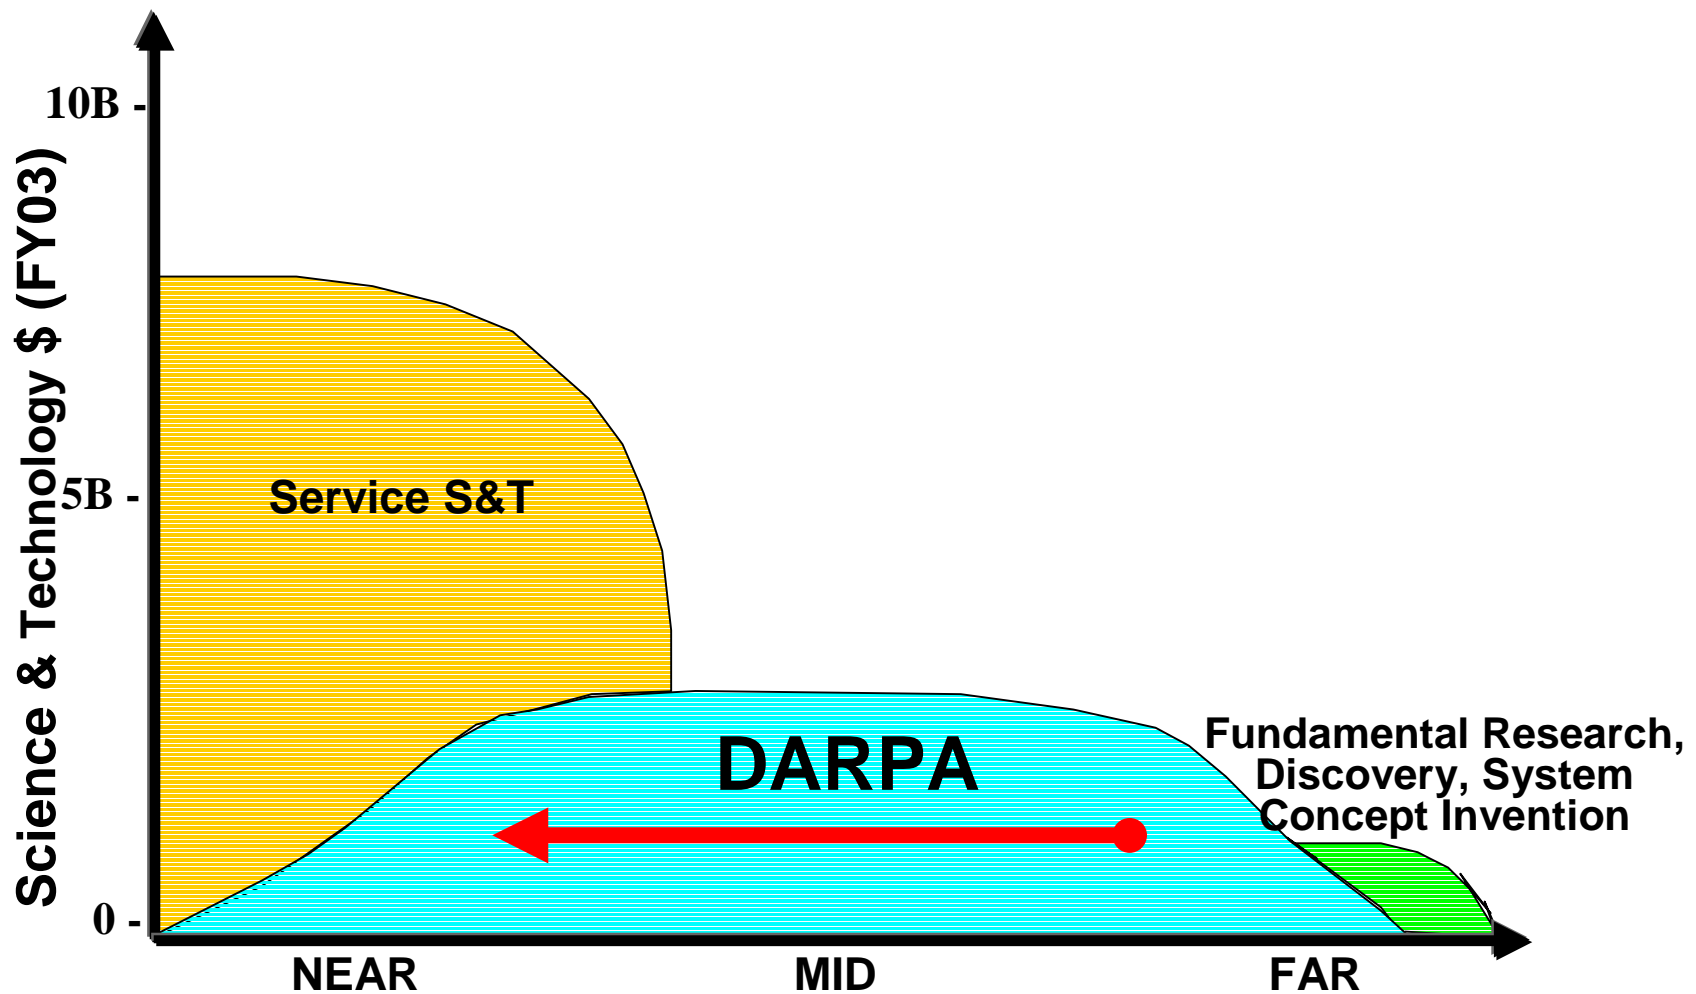 10B -
Science & Technology $ (FY03)
5B -
Service S&T
DARPA
Fundamental Research,
Discovery, System
Concept Invention
0 -
NEAR
MID
FAR